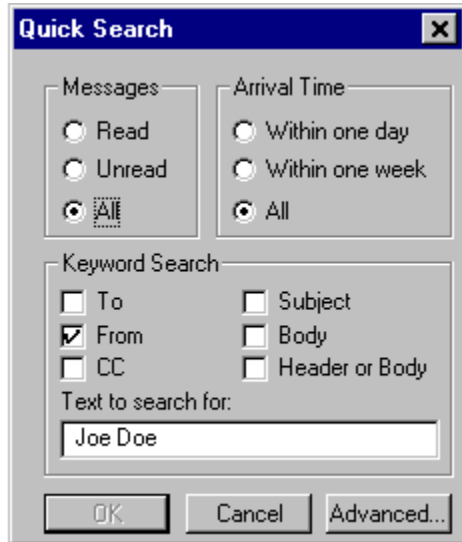 Quick Search
Messages
Read
Unread
All
Arrival Time
Within one day
Within one week
All
Keyword Search
To
From
CC
Subject
Body
Header or Body
Text to search for:
Joe Doe
OK
Cancel
Advanced...